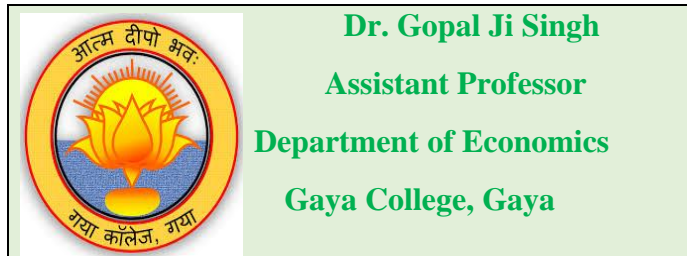 आत्म दीपो भवः
गया कॉलेज, गया
Dr. Gopal Ji Singh
Assistant Professor
Department of Economics
Gaya College, Gaya